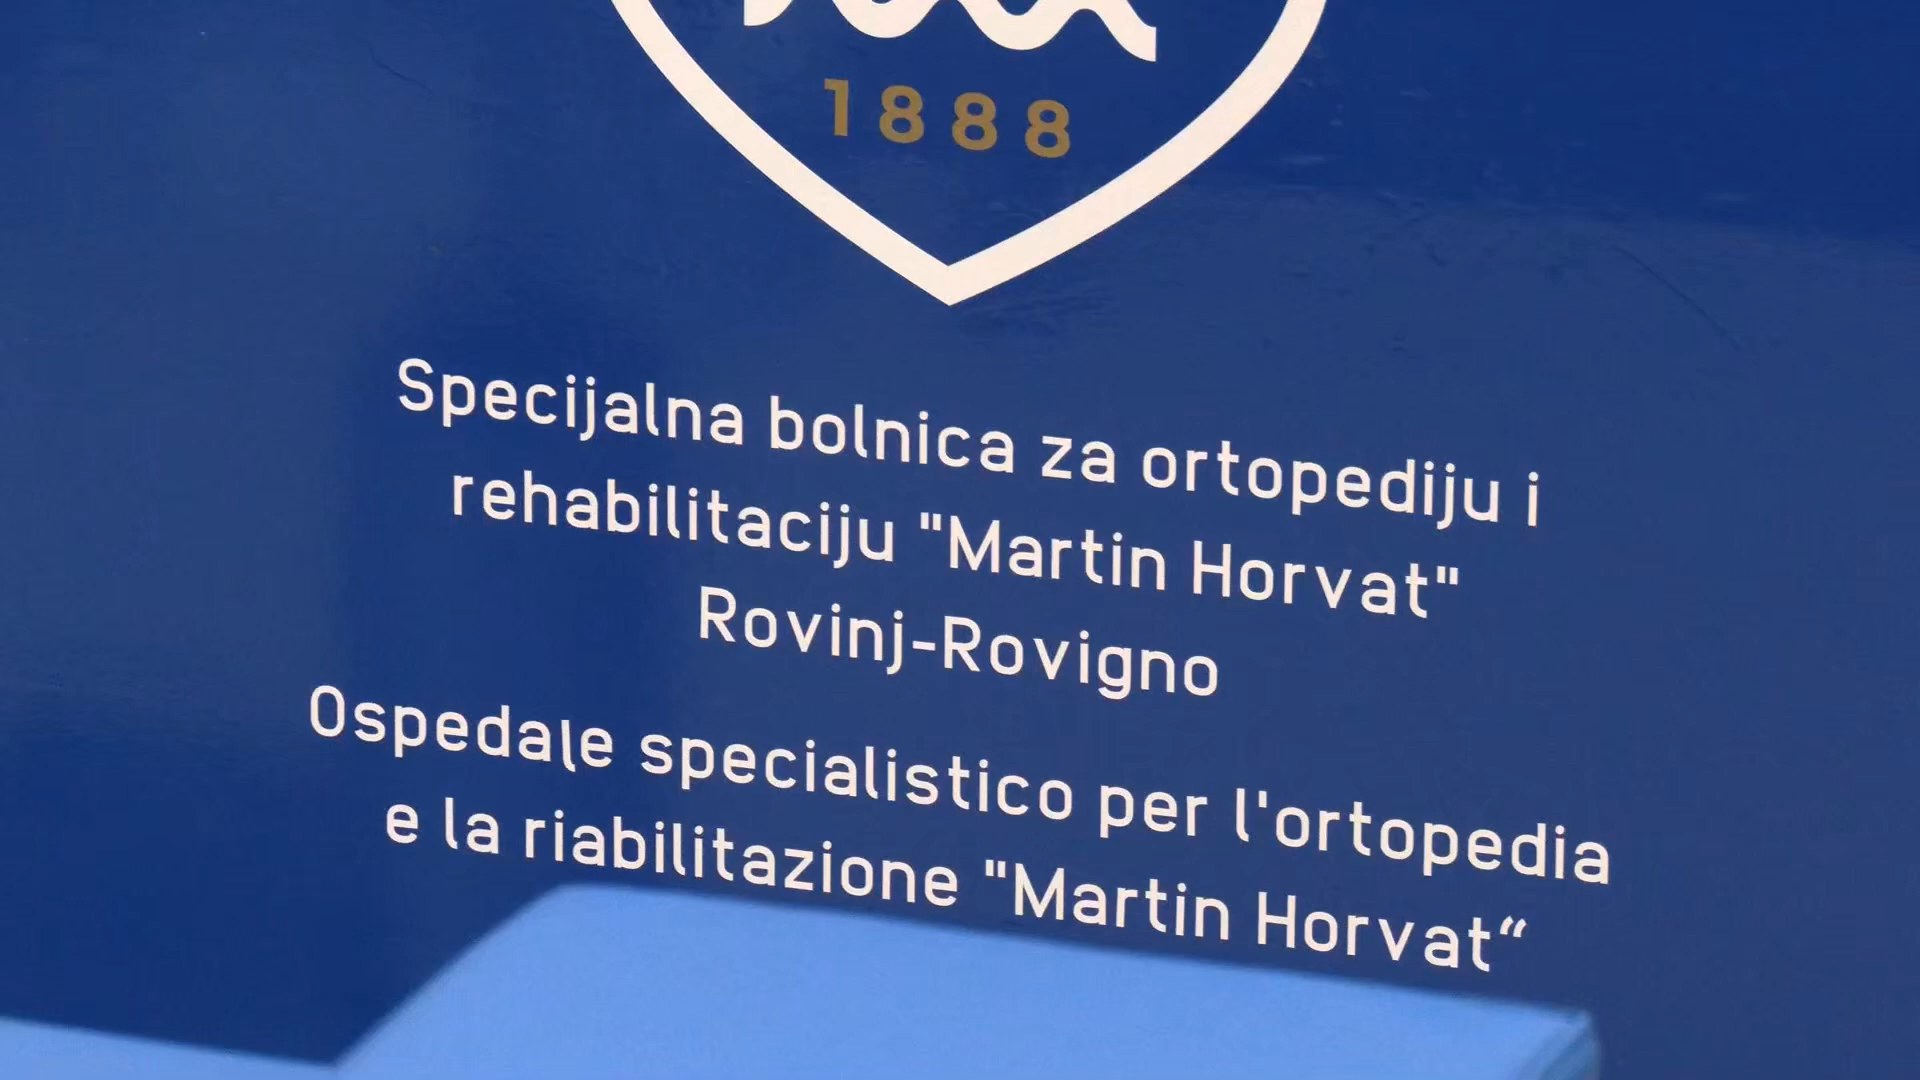 1888
Specijalna bolnica za ortopediju i
rehabilitaciju "Martin Horvat"
Rovinj-Rovigno
Ospedale specialistico per l'ortopedia
e la riabilitazione "Martin Horvat“